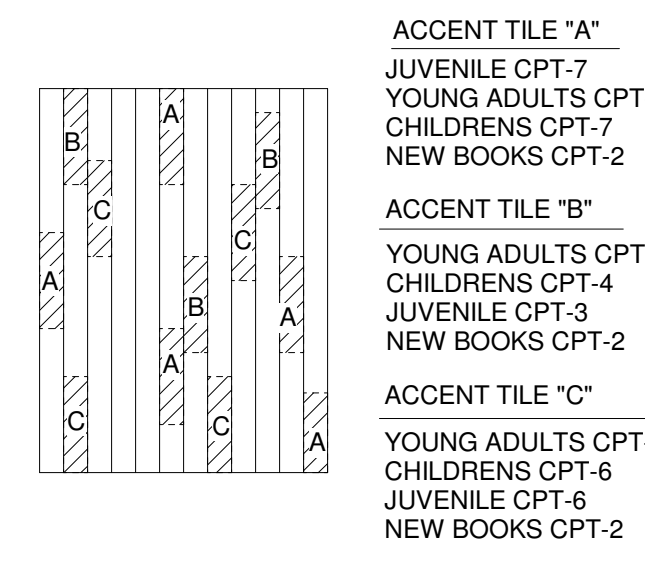 ACCENT TILE "A"
JUVENILE CPT-7
YOUNG ADULTS CPT
CHILDRENS CPT-7
NEW BOOKS CPT-2
ACCENT TILE "B"
YOUNG ADULTS CPT
CHILDRENS CPT-4
JUVENILE CPT-3
NEW BOOKS CPT-2
ACCENT TILE "C"
YOUNG ADULTS CPT-
CHILDRENS CPT-6
JUVENILE CPT-6
NEW BOOKS CPT-2
A
B
B
C
C
A
B
A
A
C
C
A